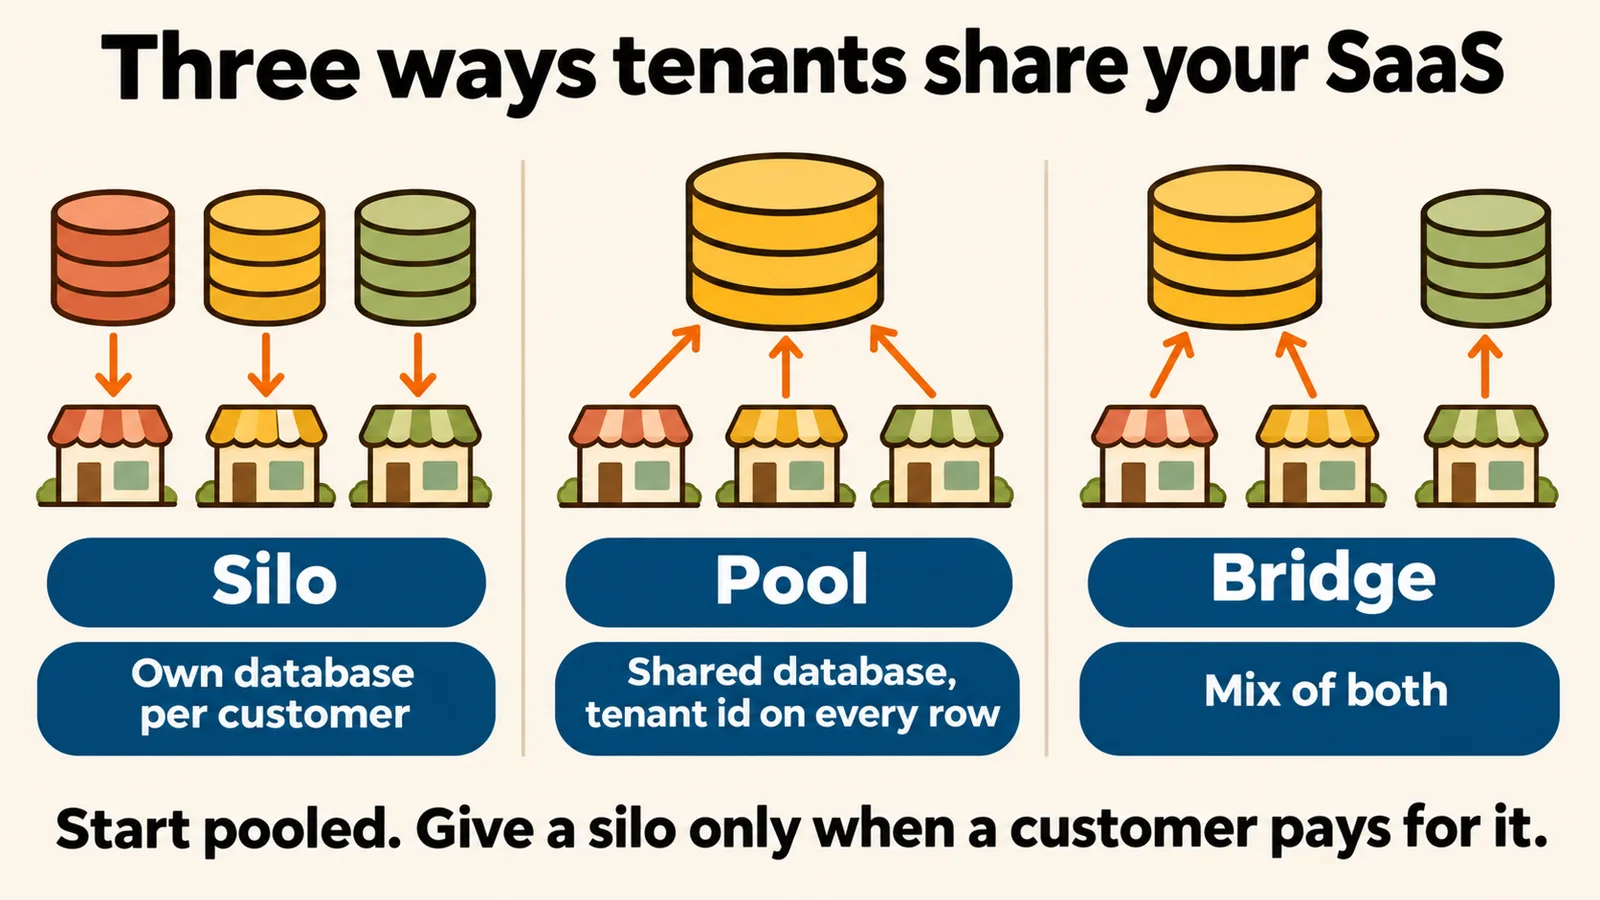 Three ways tenants share your SaaS
Silo
Own database
per customer
Pool
Shared database,
tenant id on every row
Bridge
Mix of both
Start pooled. Give a silo only when a customer pays for it.